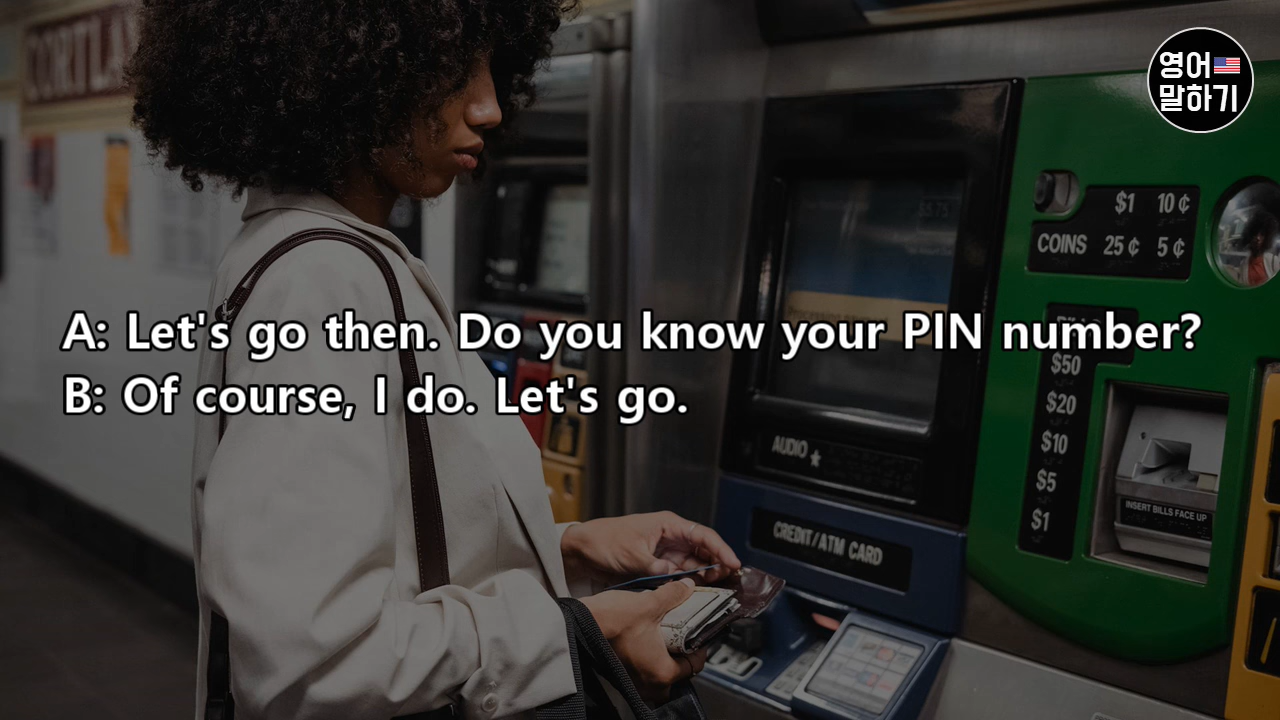 CORTLA
영어
말하기
$1 10¢
COINS 25¢ 5¢
A: Let's go then. Do you know your PIN number?
B: Of course, I do. Let's go.
$50
$20
$10
$5
$1
AUDIO
INSERT BILLS FACE UP
CREDIT/ATM CARD